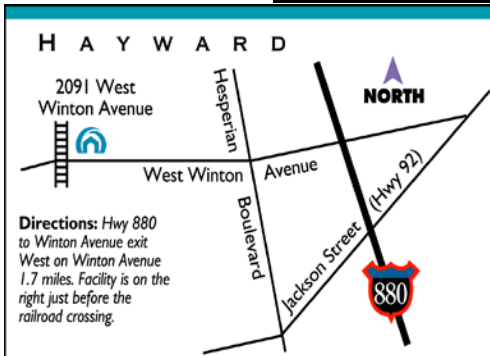 HAYWARD
2091 West
Winton Avenue
Hesperian
Boulevard
NORTH
West Winton Avenue
Jackson Street (Hwy 92)
880
Directions: Hwy 880
to Winton Avenue exit
West on Winton Avenue
1.7 miles. Facility is on the
right just before the
railroad crossing.